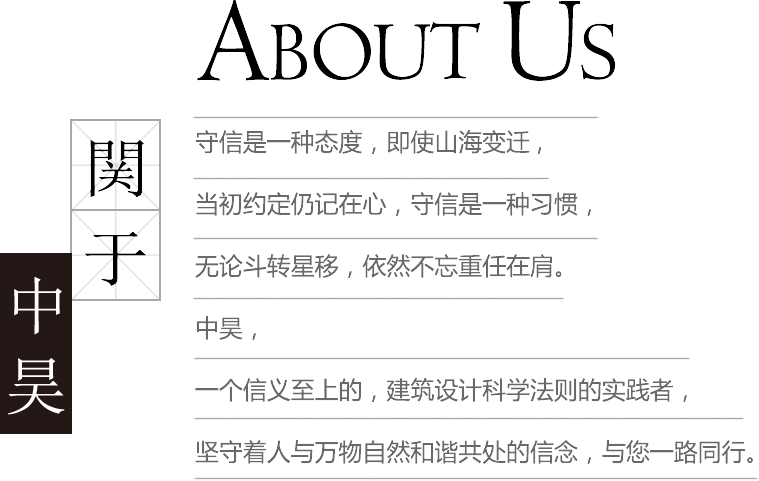 ABOUT US
関于
中昊
守信是一种态度，即使山海变迁，
当初约定仍记在心，守信是一种习惯，
无论斗转星移，依然不忘重任在肩。
中昊，
一个信义至上的，建筑设计科学法则的实践者，
坚守着人与万物自然和谐共处的信念，与您一路同行。